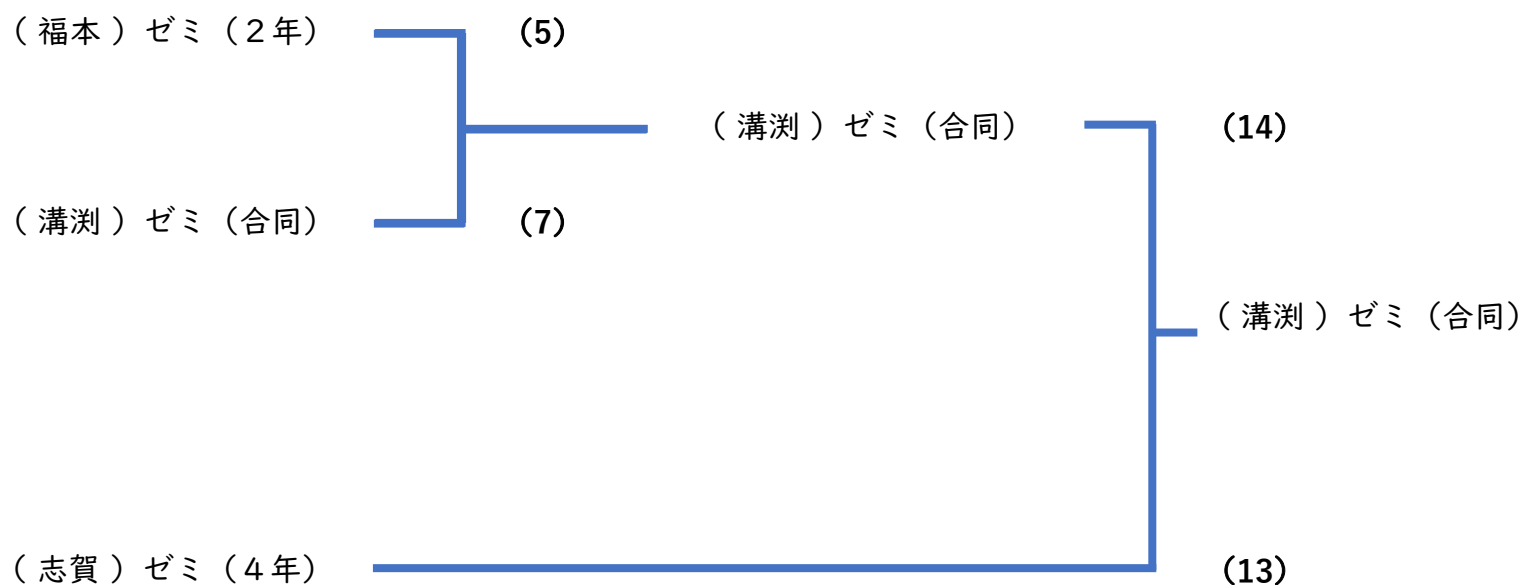 （福本）ゼミ（２年）
(5)
（溝渕）ゼミ（合同）
(14)
（溝渕）ゼミ（合同）
(7)
（溝渕）ゼミ（合同）
（志賀）ゼミ（４年）
(13)